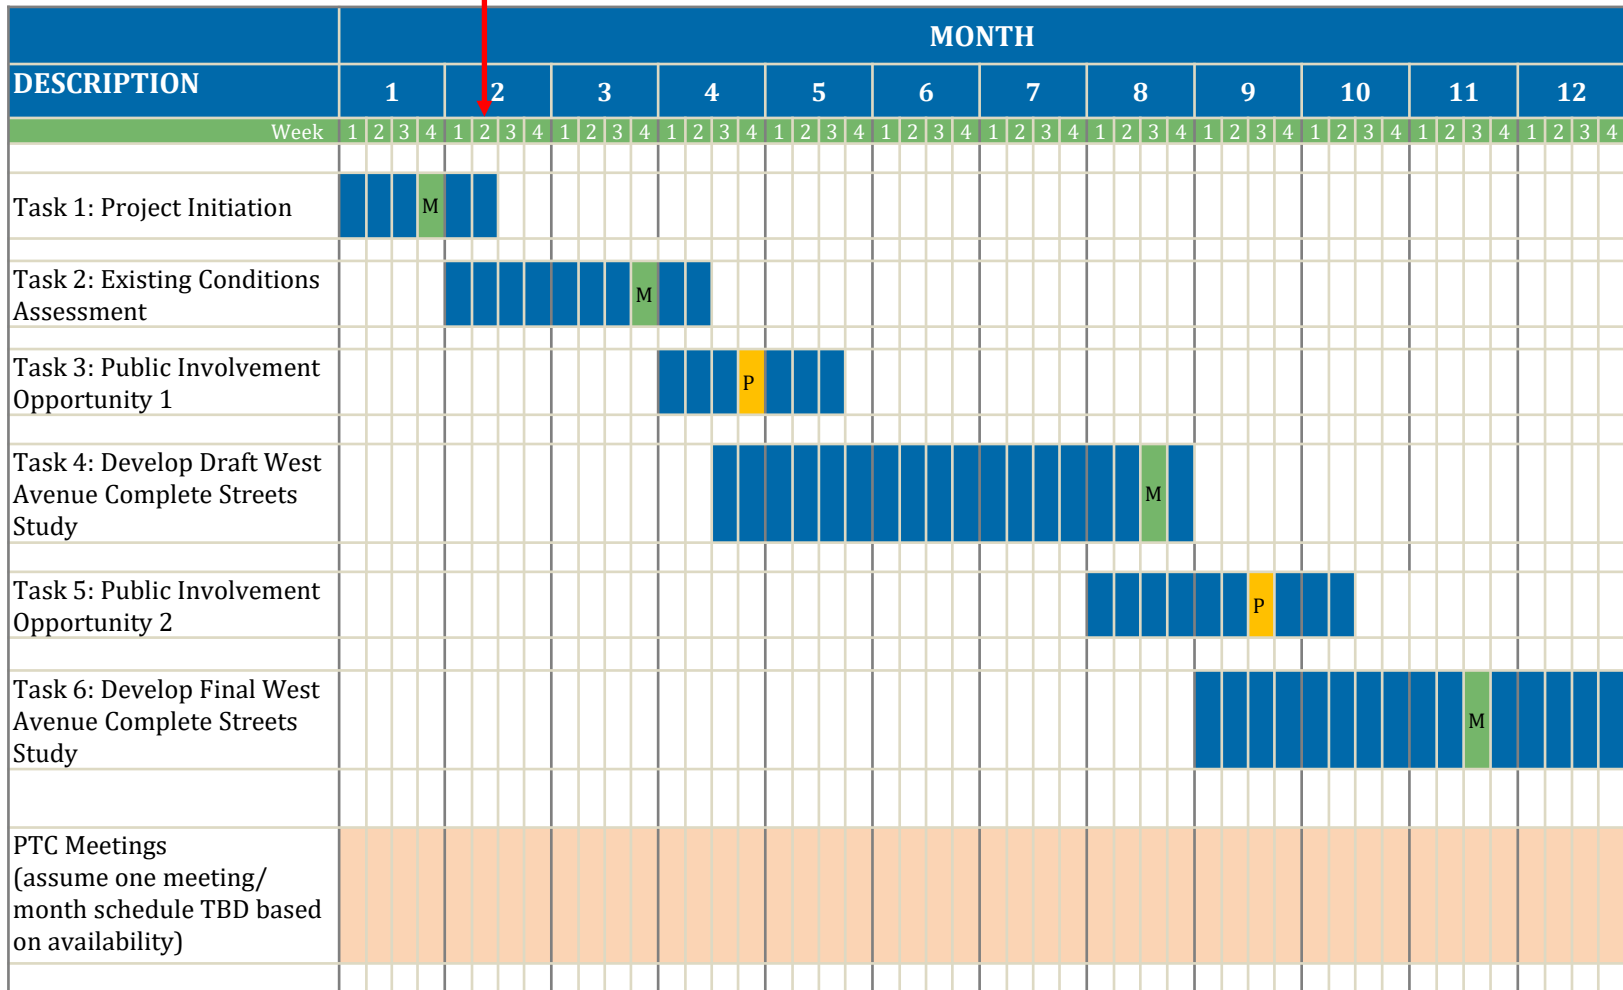 MONTH
DESCRIPTION 1 2 3 4 5 6 7 8 9 10 11 12
Week 1 2 3 4 1 2 3 4 1 2 3 4 1 2 3 4 1 2 3 4 1 2 3 4 1 2 3 4 1 2 3 4 1 2 3 4 1 2 3 4 1 2 3 4 1 2 3 4
Task 1: Project Initiation M
Task 2: Existing Conditions
Assessment
M
Task 3: Public Involvement
Opportunity 1
P
Task 4: Develop Draft West
Avenue Complete Streets
Study
M
Task 5: Public Involvement
Opportunity 2
P
Task 6: Develop Final West
Avenue Complete Streets
Study
M
PTC Meetings
(assume one meeting/
month schedule TBD based
on availability)